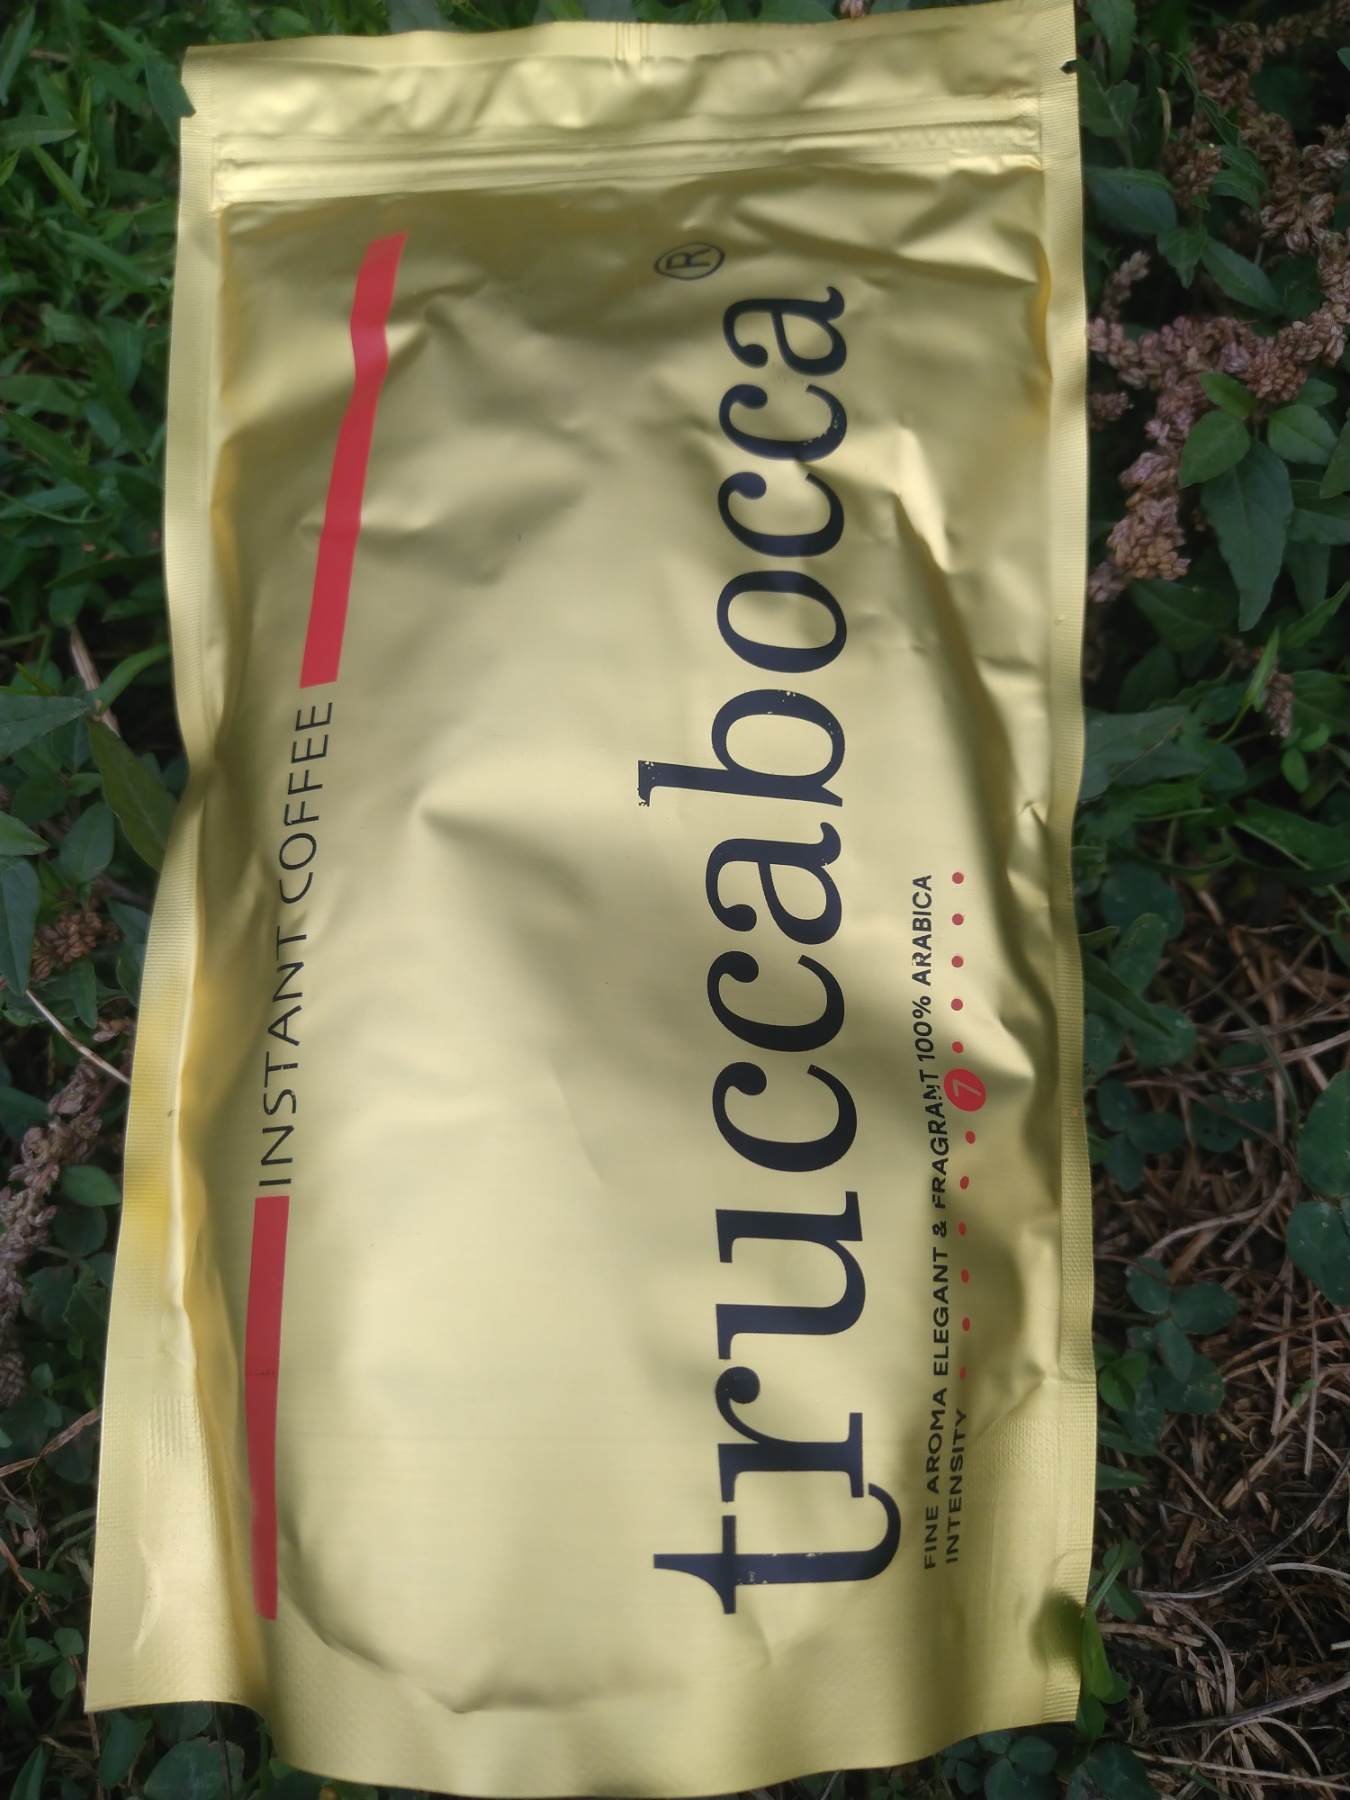 INSTANT COFFEE
truccabocca®
FINE AROMA ELEGANT & FRAGRANT 100% ARABICA
INTENSITY 7